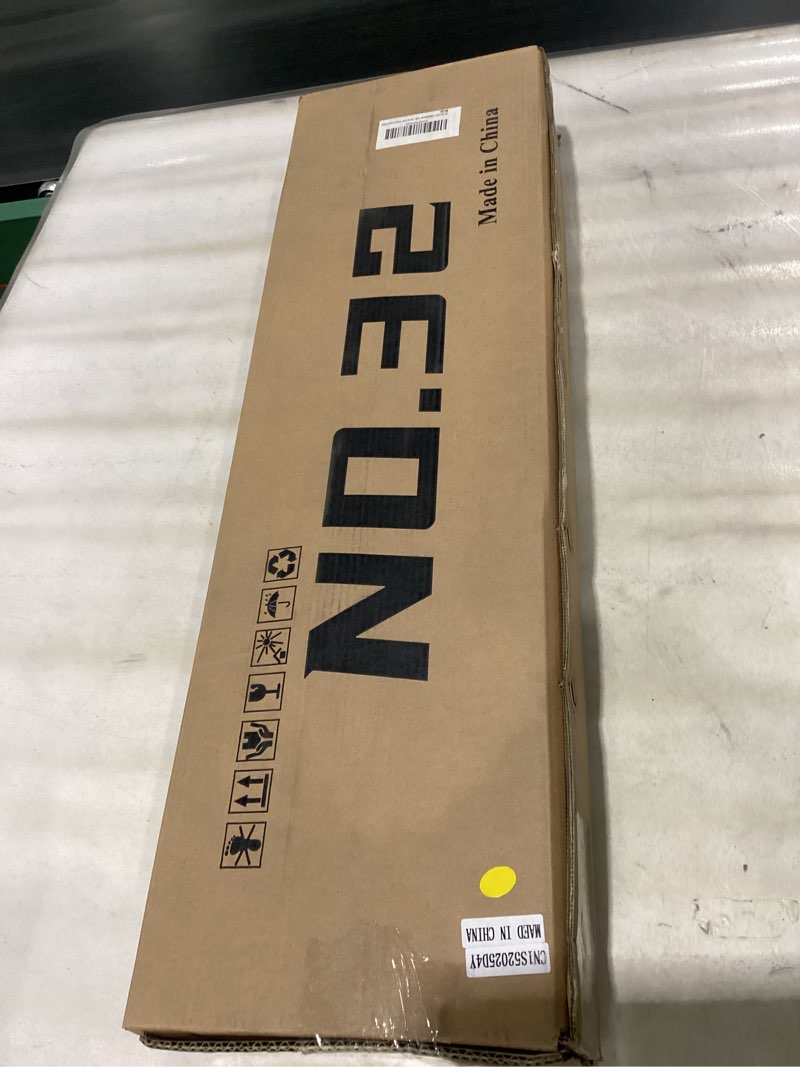 NO.32
Made in China
CN1S52025D4Y
MAED IN CHINA